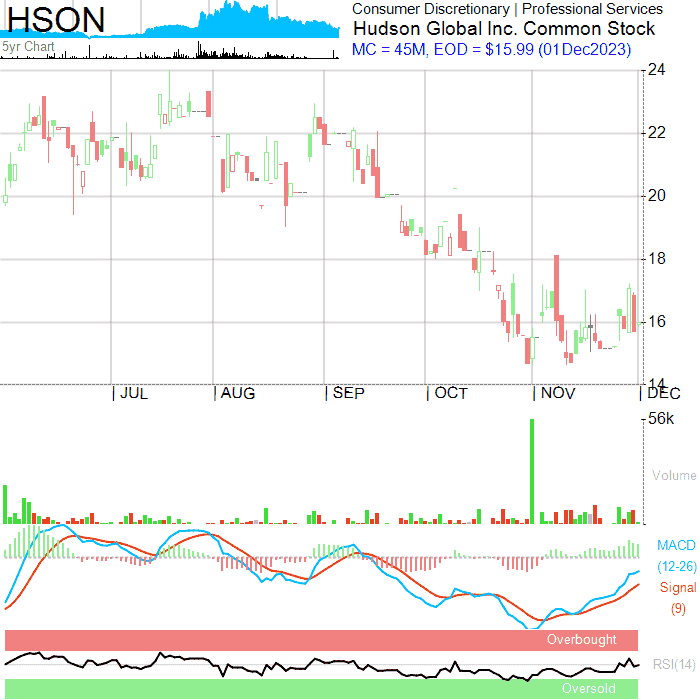 HSON
5yr Chart
Consumer Discretionary | Professional Services
Hudson Global Inc. Common Stock
MC = 45M, EOD = $15.99 (01Dec2023)
24
22
20
18
16
14
| JUL | AUG | SEP | OCT | NOV | DEC
56k
Volume
MACD
(12-26)
Signal
(9)
Overbought
RSI(14)
Oversold